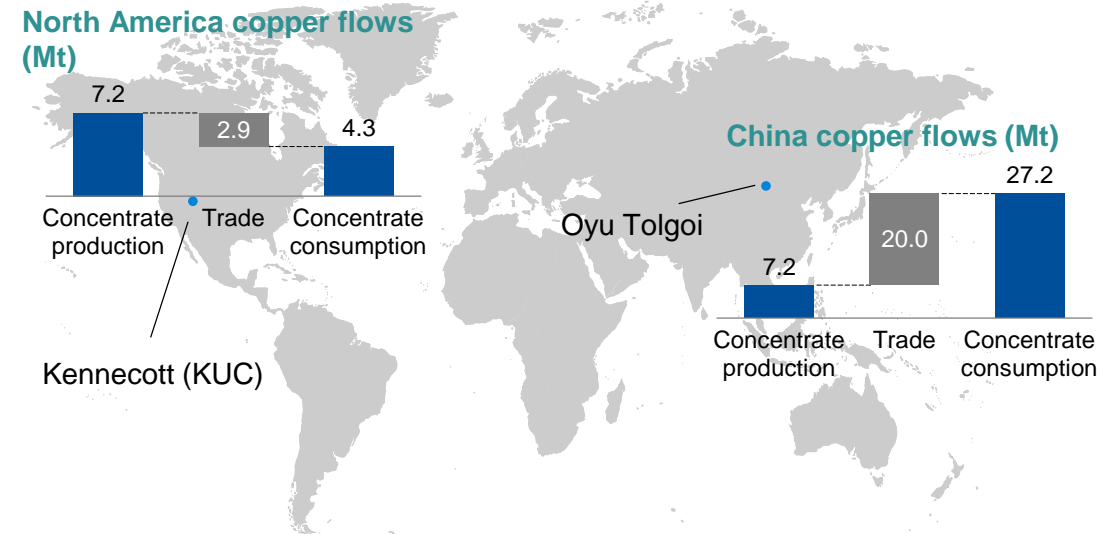 North America copper flows
(Mt)
7.2
2.9
4.3
Concentrate
production
Trade
Concentrate
consumption
Kennecott (KUC)
Oyu Tolgoi
China copper flows (Mt)
27.2
20.0
7.2
Concentrate
production
Trade
Concentrate
consumption